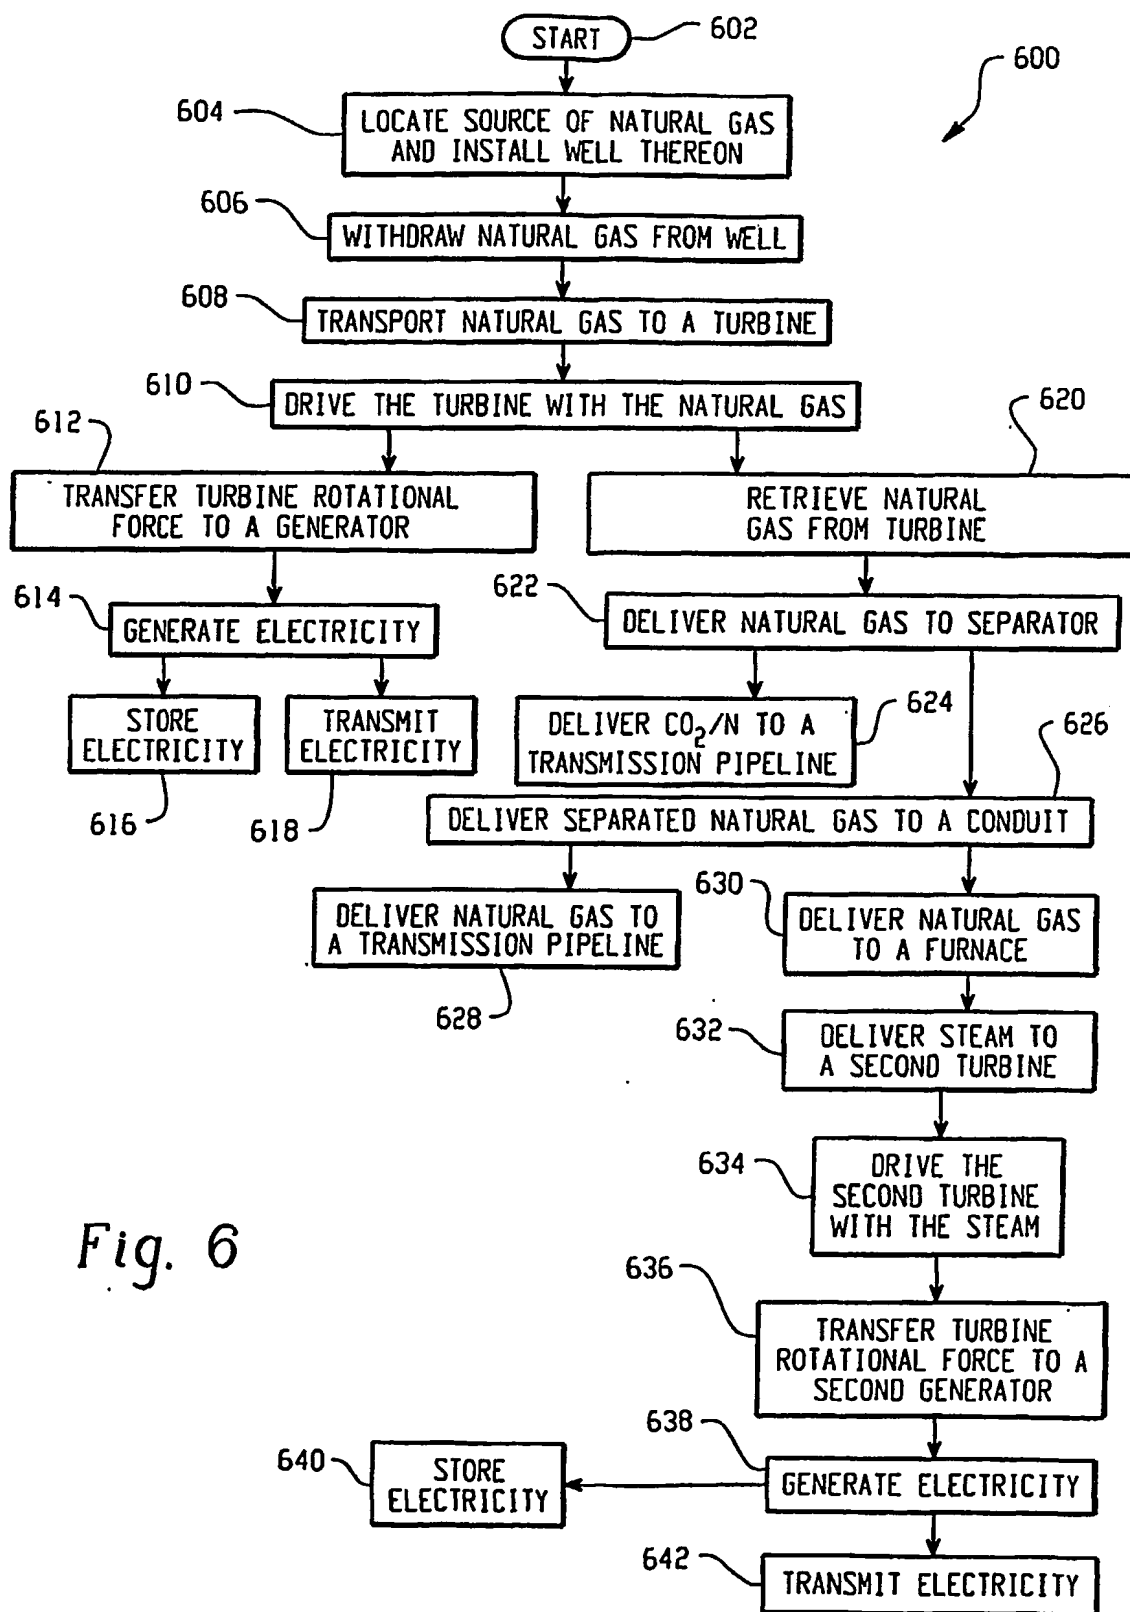 START
602
600
604
LOCATE SOURCE OF NATURAL GAS
AND INSTALL WELL THEREON
606
WITHDRAW NATURAL GAS FROM WELL
608
TRANSPORT NATURAL GAS TO A TURBINE
610
DRIVE THE TURBINE WITH THE NATURAL GAS
612
620
TRANSFER TURBINE ROTATIONAL
FORCE TO A GENERATOR
RETRIEVE NATURAL
GAS FROM TURBINE
614
GENERATE ELECTRICITY
622
DELIVER NATURAL GAS TO SEPARATOR
STORE
ELECTRICITY
616
TRANSMIT
ELECTRICITY
618
DELIVER CO₂/N TO A
TRANSMISSION PIPELINE
624
626
DELIVER SEPARATED NATURAL GAS TO A CONDUIT
DELIVER NATURAL GAS TO
A TRANSMISSION PIPELINE
628
630
DELIVER NATURAL GAS
TO A FURNACE
632
DELIVER STEAM TO
A SECOND TURBINE
634
DRIVE THE
SECOND TURBINE
WITH THE STEAM
Fig. 6
636
TRANSFER TURBINE
ROTATIONAL FORCE TO A
SECOND GENERATOR
638
GENERATE ELECTRICITY
640
STORE
ELECTRICITY
642
TRANSMIT ELECTRICITY